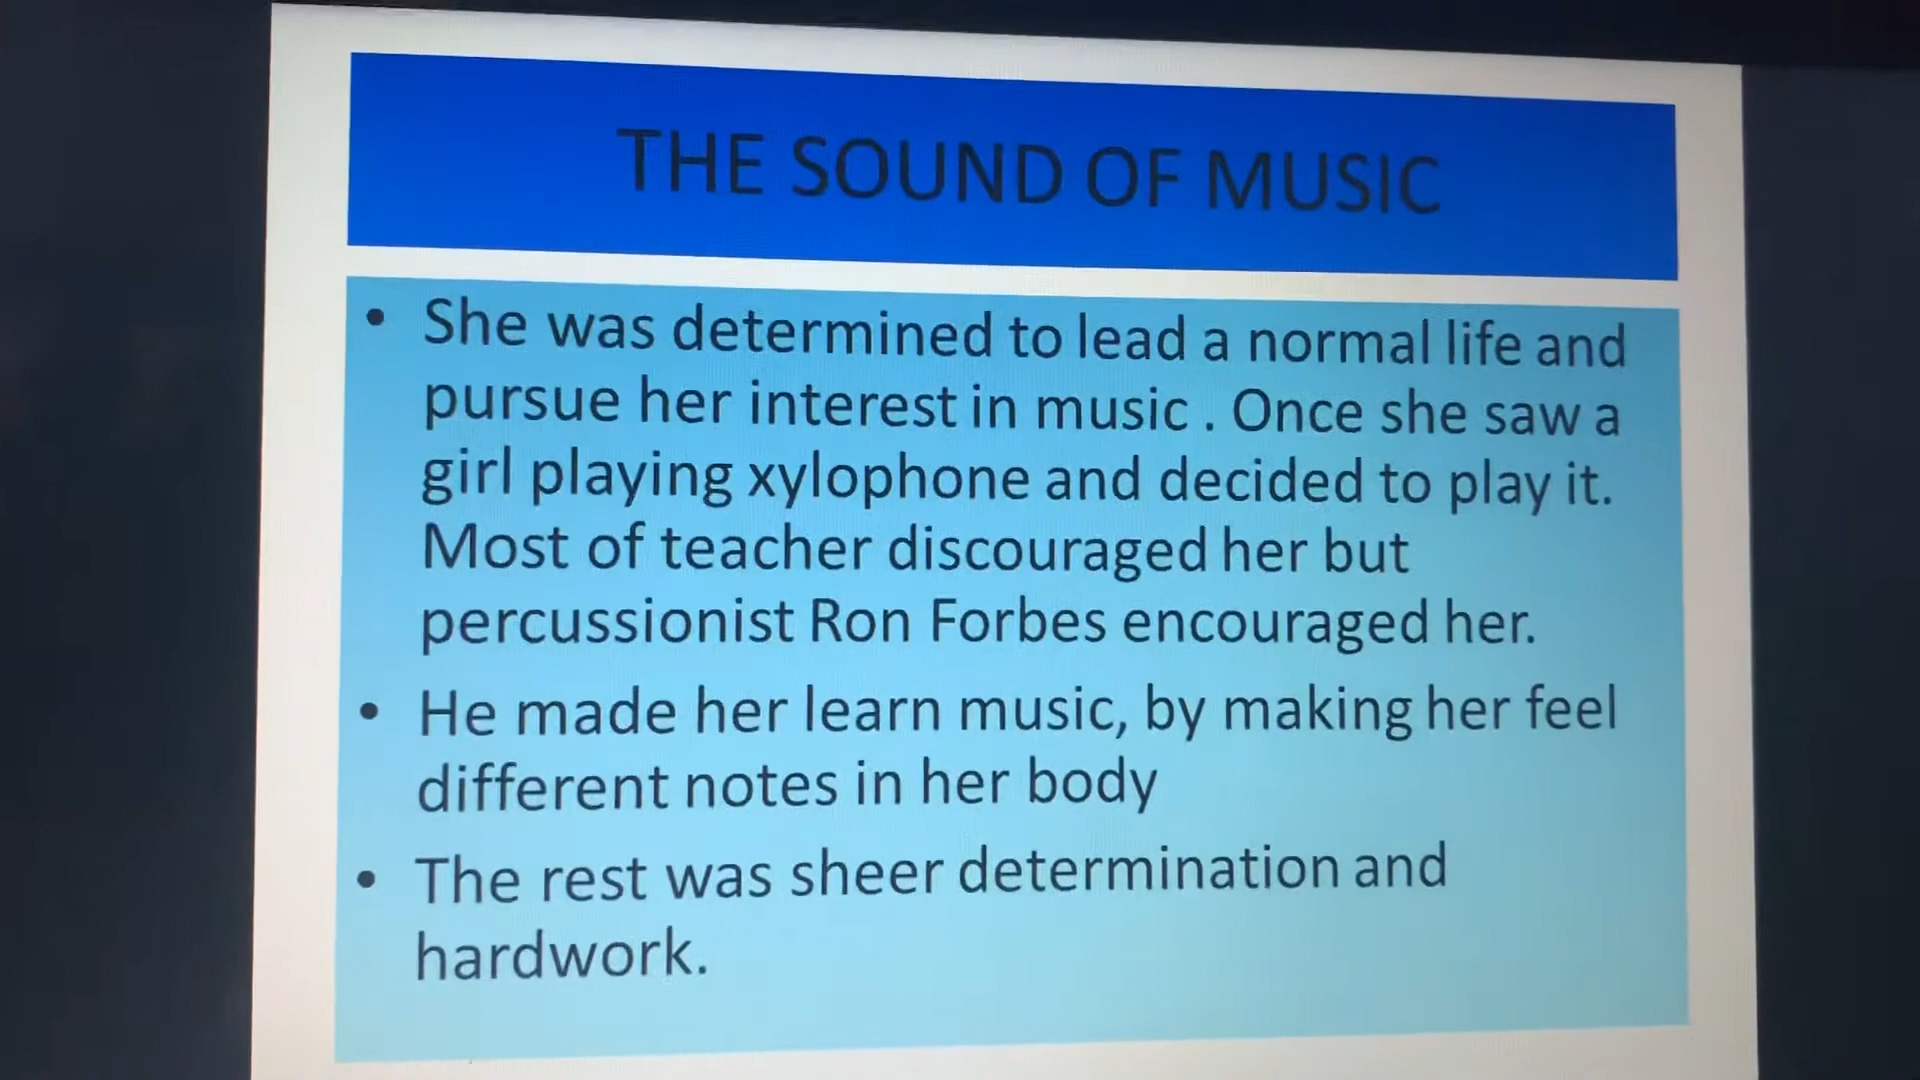 THE SOUND OF MUSIC
• She was determined to lead a normal life and
pursue her interest in music . Once she saw a
girl playing xylophone and decided to play it.
Most of teacher discouraged her but
percussionist Ron Forbes encouraged her.
• He made her learn music, by making her feel
different notes in her body
• The rest was sheer determination and
hardwork.